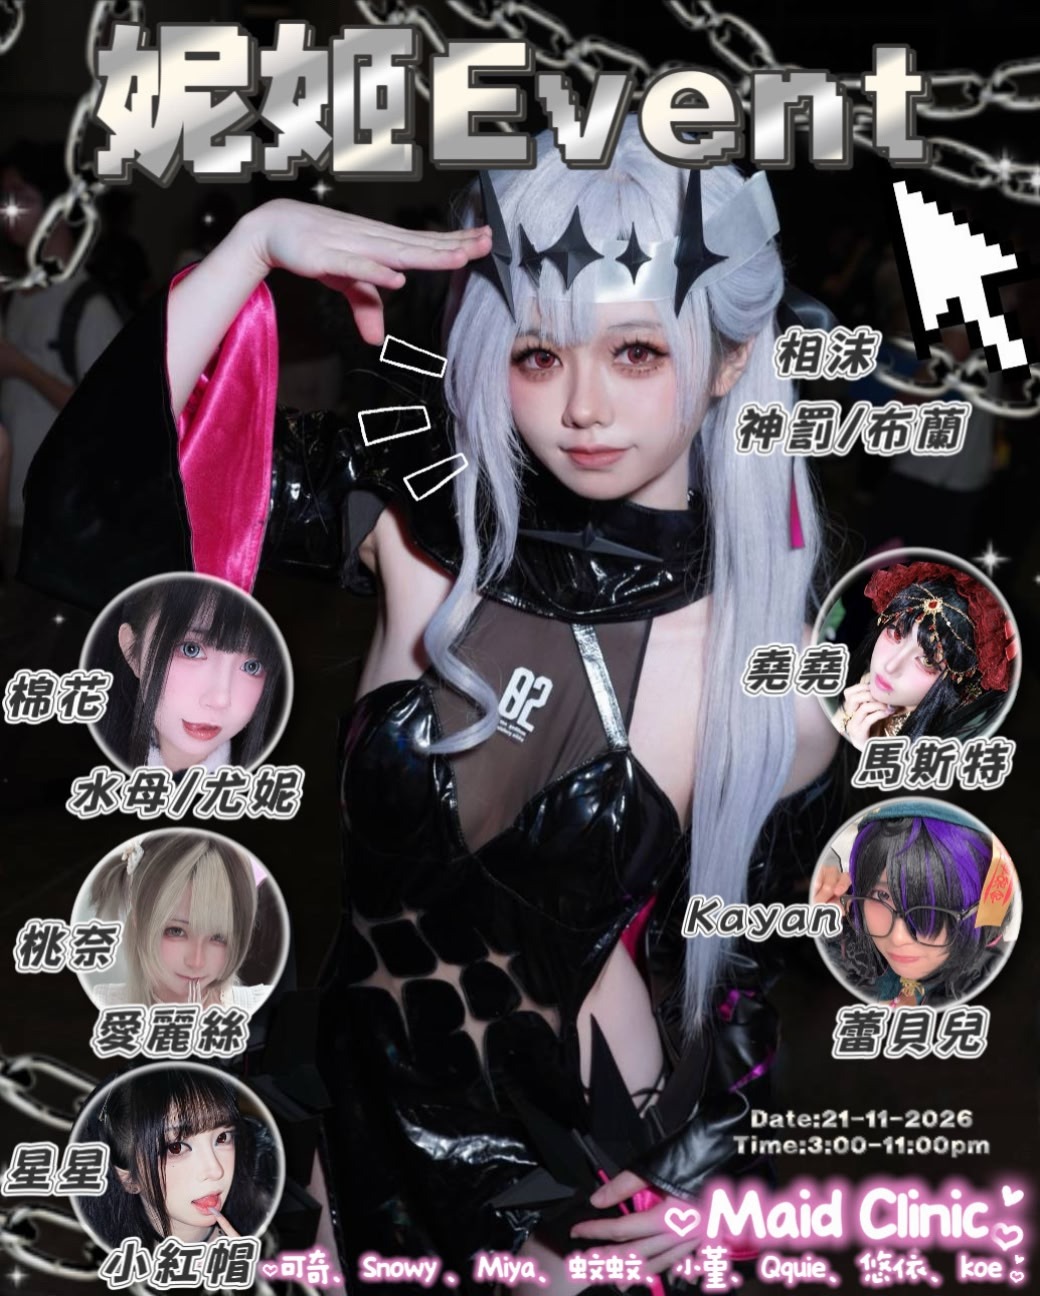 妮姬Event
相沫
神罰/布蘭
02
棉花
水母/尤妮
堯堯
馬斯特
桃奈
愛麗絲
Kayan
蕾貝兒
星星
小紅帽
Date:21-11-2026
Time:3:00-11:00pm
Maid Clinic
可奇、Snowy、Miya、蚊蚊、小堇、Qquie、悠依、koe